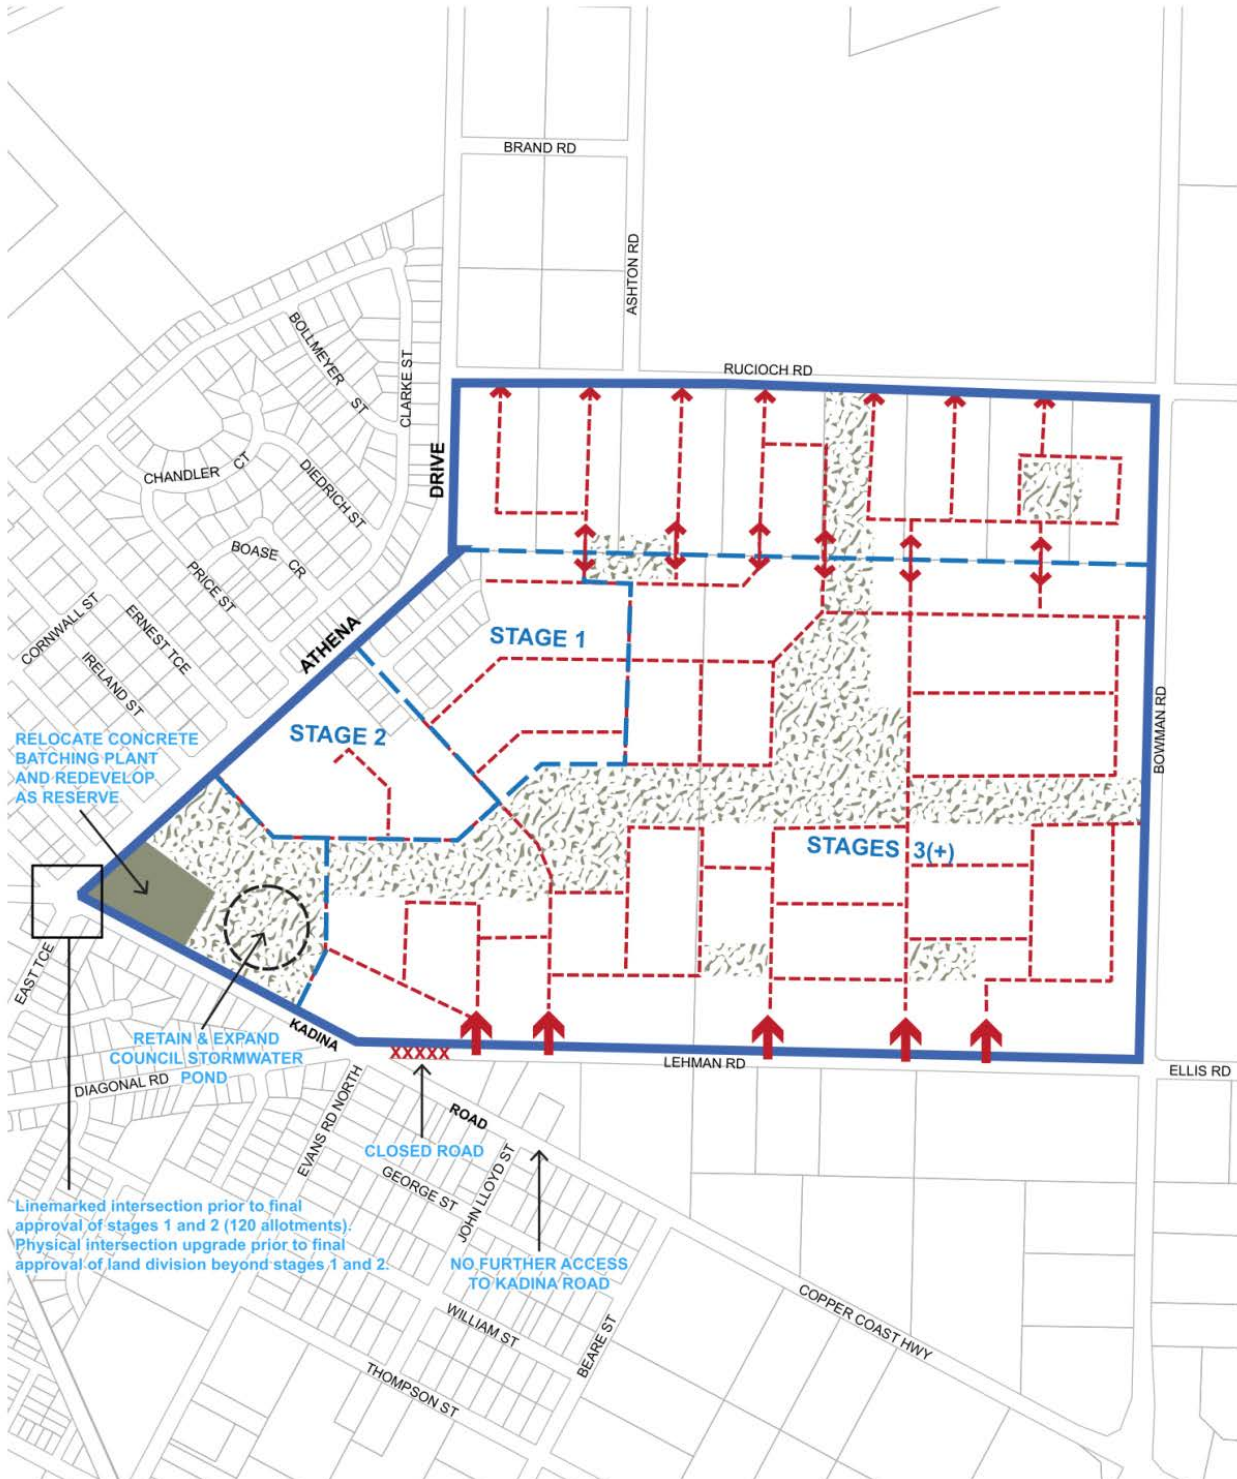 BRAND RD
ASHTON RD
BOLLMEYER ST
CLARKE ST
RUCIOCH RD
DRIVE
CHANDLER CT
DIEDRICH ST
BOASE CR
PRICE ST
CORNWALL ST
ERNEST TCE
IRELAND ST
ATHENA
STAGE 1
STAGE 2
BOWMAN RD
RELOCATE CONCRETE
BATCHING PLANT
AND REDEVELOP
AS RESERVE
STAGES 3(+)
EAST TCE
KADINA
RETAIN & EXPAND
COUNCIL STORMWATER
POND
XXXXX
LEHMAN RD
ELLIS RD
DIAGONAL RD
EVANS RD NORTH
ROAD
CLOSED ROAD
GEORGE ST
JOHN LLOYD ST
Linemarked intersection prior to final
approval of stages 1 and 2 (120 allotments).
Physical intersection upgrade prior to final
approval of land division beyond stages 1 and 2.
NO FURTHER ACCESS
TO KADINA ROAD
COPPER COAST HWY
WILLIAM ST
BEARE ST
THOMPSON ST